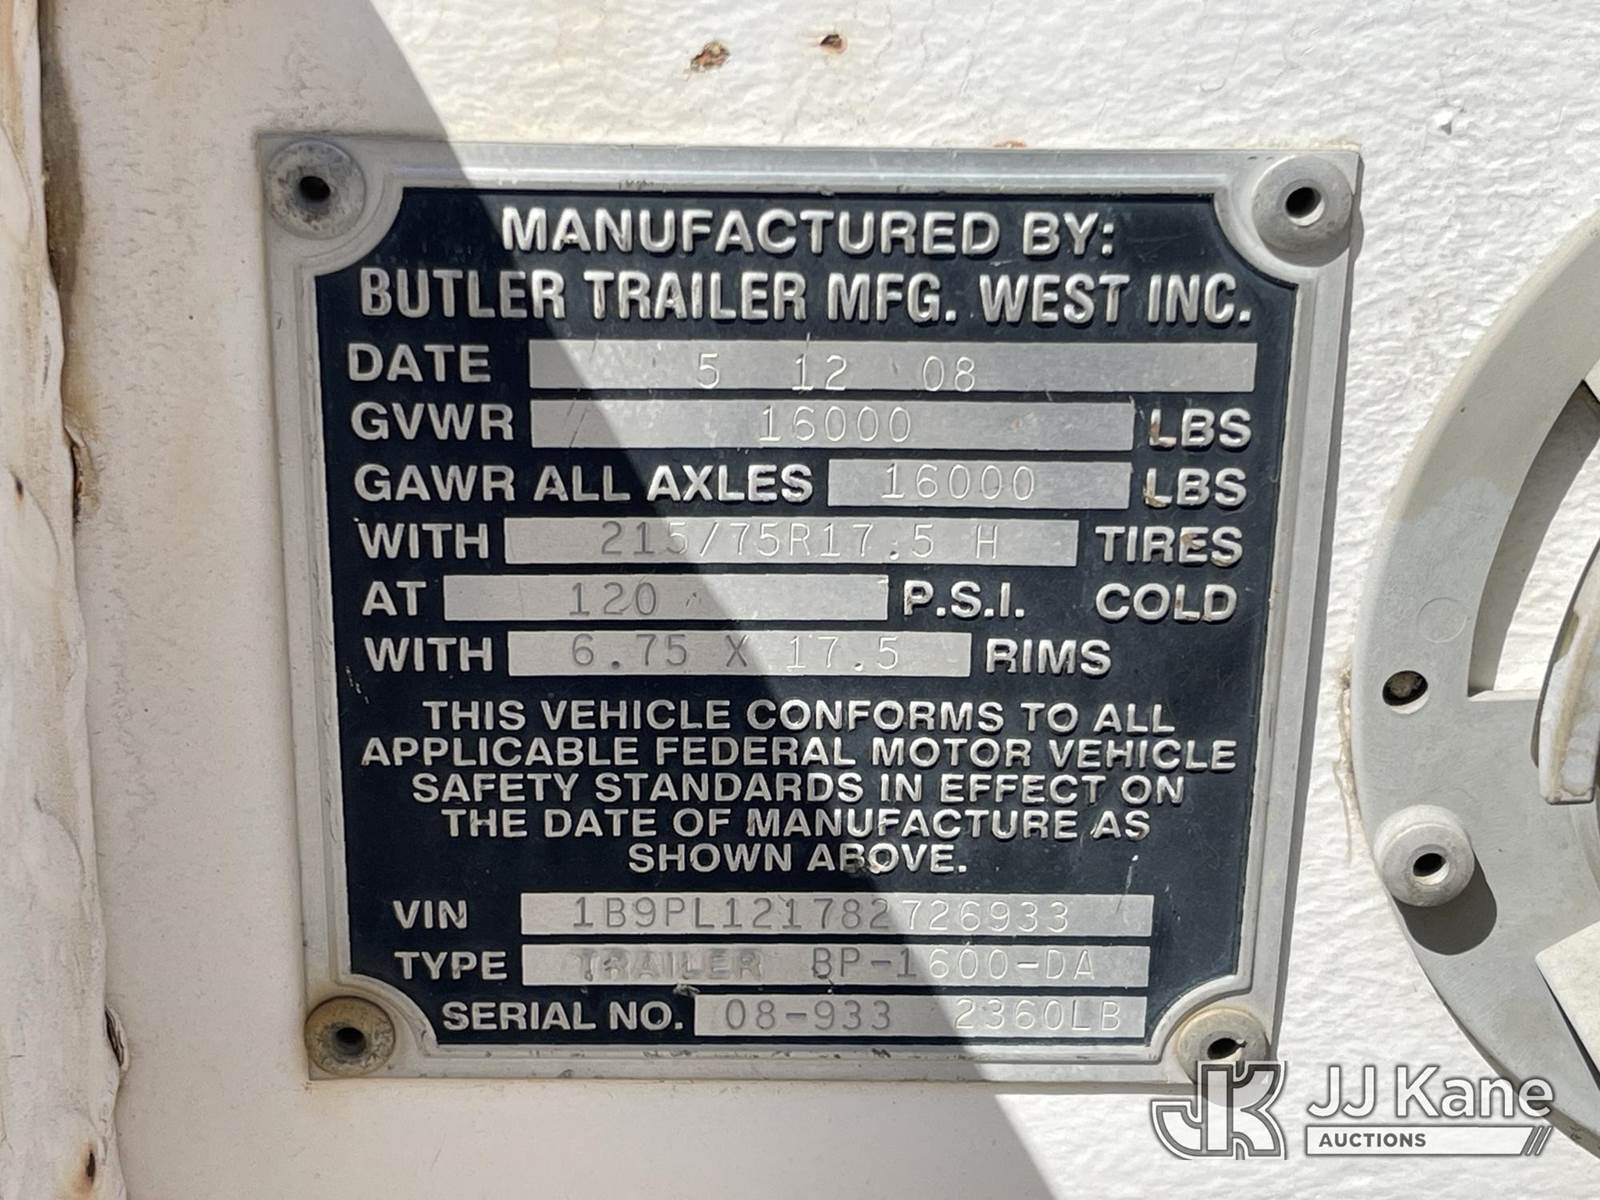 MANUFACTURED BY:
BUTLER TRAILER MFG. WEST INC.
DATE 5 12 08
GVWR 16000 LBS
GAWR ALL AXLES 16000 LBS
WITH 215/75R17.5 H TIRES
AT 120 P.S.I. COLD
WITH 6.75 X 17.5 RIMS
THIS VEHICLE CONFORMS TO ALL
APPLICABLE FEDERAL MOTOR VEHICLE
SAFETY STANDARDS IN EFFECT ON
THE DATE OF MANUFACTURE AS
SHOWN ABOVE.
VIN 1B9PL121782726933
TYPE TRAILER BP-1600-DA
SERIAL NO. 08-933 2360LB
JK JJ Kane
AUCTIONS